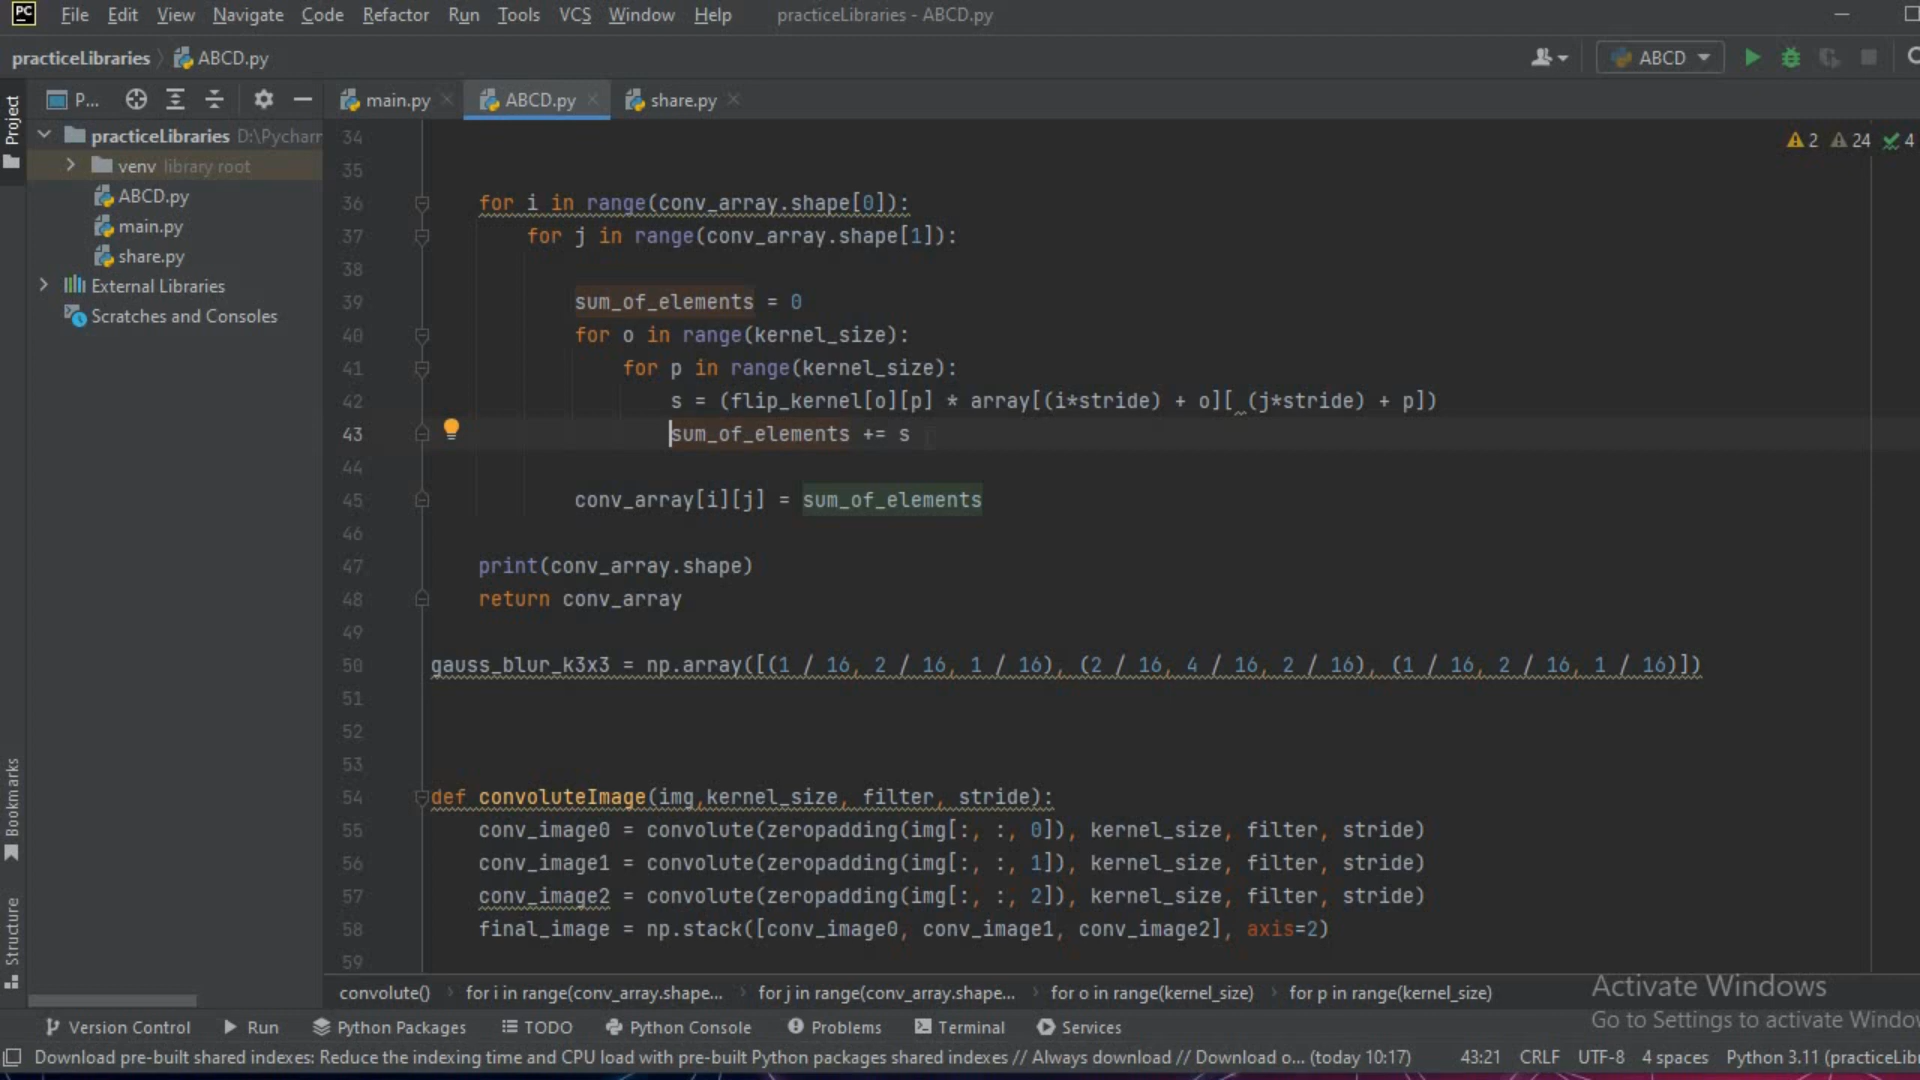 PC File Edit View Navigate Code Refactor Run Tools VCS Window Help practiceLibraries - ABCD.py
practiceLibraries ABCD.py ABCD
Project
P... main.py ABCD.py share.py
practiceLibraries D:\Pycharm
venv library root
ABCD.py
main.py
share.py
External Libraries
Scratches and Consoles
2 24 4
34
35
36 for i in range(conv_array.shape[0]):
37 for j in range(conv_array.shape[1]):
38
39 sum_of_elements = 0
40 for o in range(kernel_size):
41 for p in range(kernel_size):
42 s = (flip_kernel[o][p] * array[(i*stride) + o][ (j*stride) + p])
43 sum_of_elements += s
44
45 conv_array[i][j] = sum_of_elements
46
47 print(conv_array.shape)
48 return conv_array
49
50 gauss_blur_k3x3 = np.array([(1 / 16, 2 / 16, 1 / 16), (2 / 16, 4 / 16, 2 / 16), (1 / 16, 2 / 16, 1 / 16)])
51
52
53
54 def convoluteImage(img,kernel_size, filter, stride):
55 conv_image0 = convolute(zeropadding(img[:, :, 0]), kernel_size, filter, stride)
56 conv_image1 = convolute(zeropadding(img[:, :, 1]), kernel_size, filter, stride)
57 conv_image2 = convolute(zeropadding(img[:, :, 2]), kernel_size, filter, stride)
58 final_image = np.stack([conv_image0, conv_image1, conv_image2], axis=2)
59
Bookmarks
Structure
convolute() for i in range(conv_array.shape... for j in range(conv_array.shape... for o in range(kernel_size) for p in range(kernel_size)
Activate Windows
Go to Settings to activate Windo
Version Control Run Python Packages TODO Python Console Problems Terminal Services
Download pre-built shared indexes: Reduce the indexing time and CPU load with pre-built Python packages shared indexes // Always download // Download o... (today 10:17) 43:21 CRLF UTF-8 4 spaces Python 3.11 (practiceLib